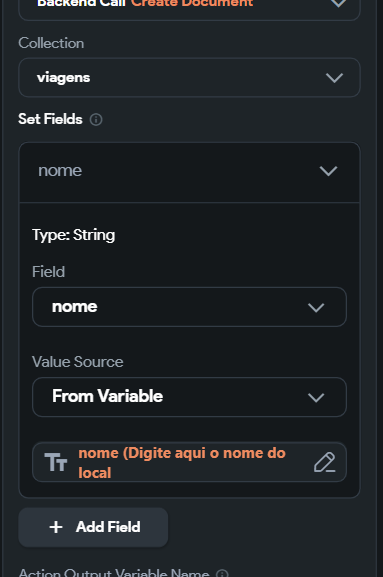 Backend Call Create Document
Collection
viagens
Set Fields
nome
Type: String
Field
nome
Value Source
From Variable
nome (Digite aqui o nome do
local
+ Add Field
Action Output Variable Name